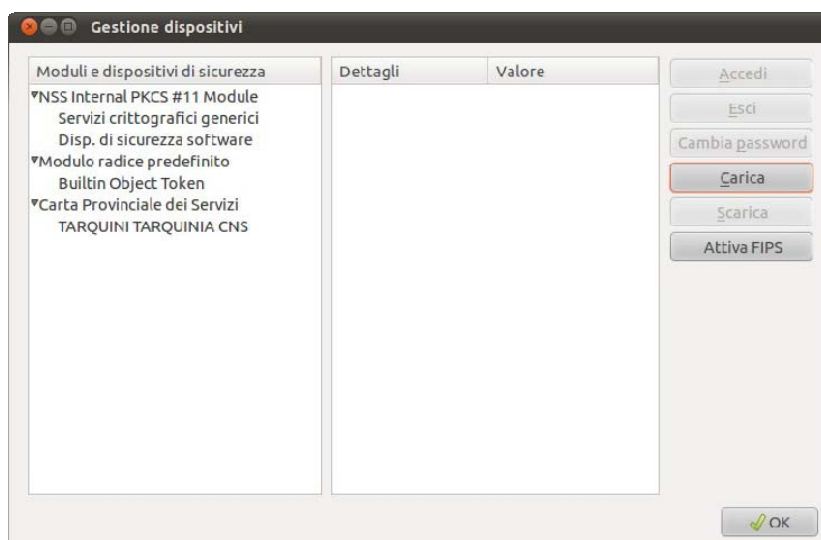 Gestione dispositivi
Moduli e dispositivi di sicurezza
NSS Internal PKCS #11 Module
Servizi crittografici generici
Disp. di sicurezza software
Modulo radice predefinito
Builtin Object Token
Carta Provinciale dei Servizi
TARQUINI TARQUINIA CNS
Dettagli
Valore
Accedi
Esci
Cambia password
Carica
Scarica
Attiva FIPS
OK